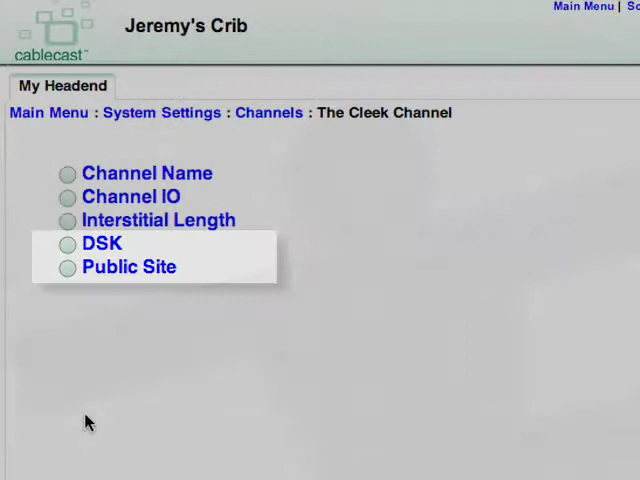 Main Menu | Sc
Jeremy's Crib
cablecast™
My Headend
Main Menu : System Settings : Channels : The Cleek Channel
Channel Name
Channel IO
Interstitial Length
DSK
Public Site